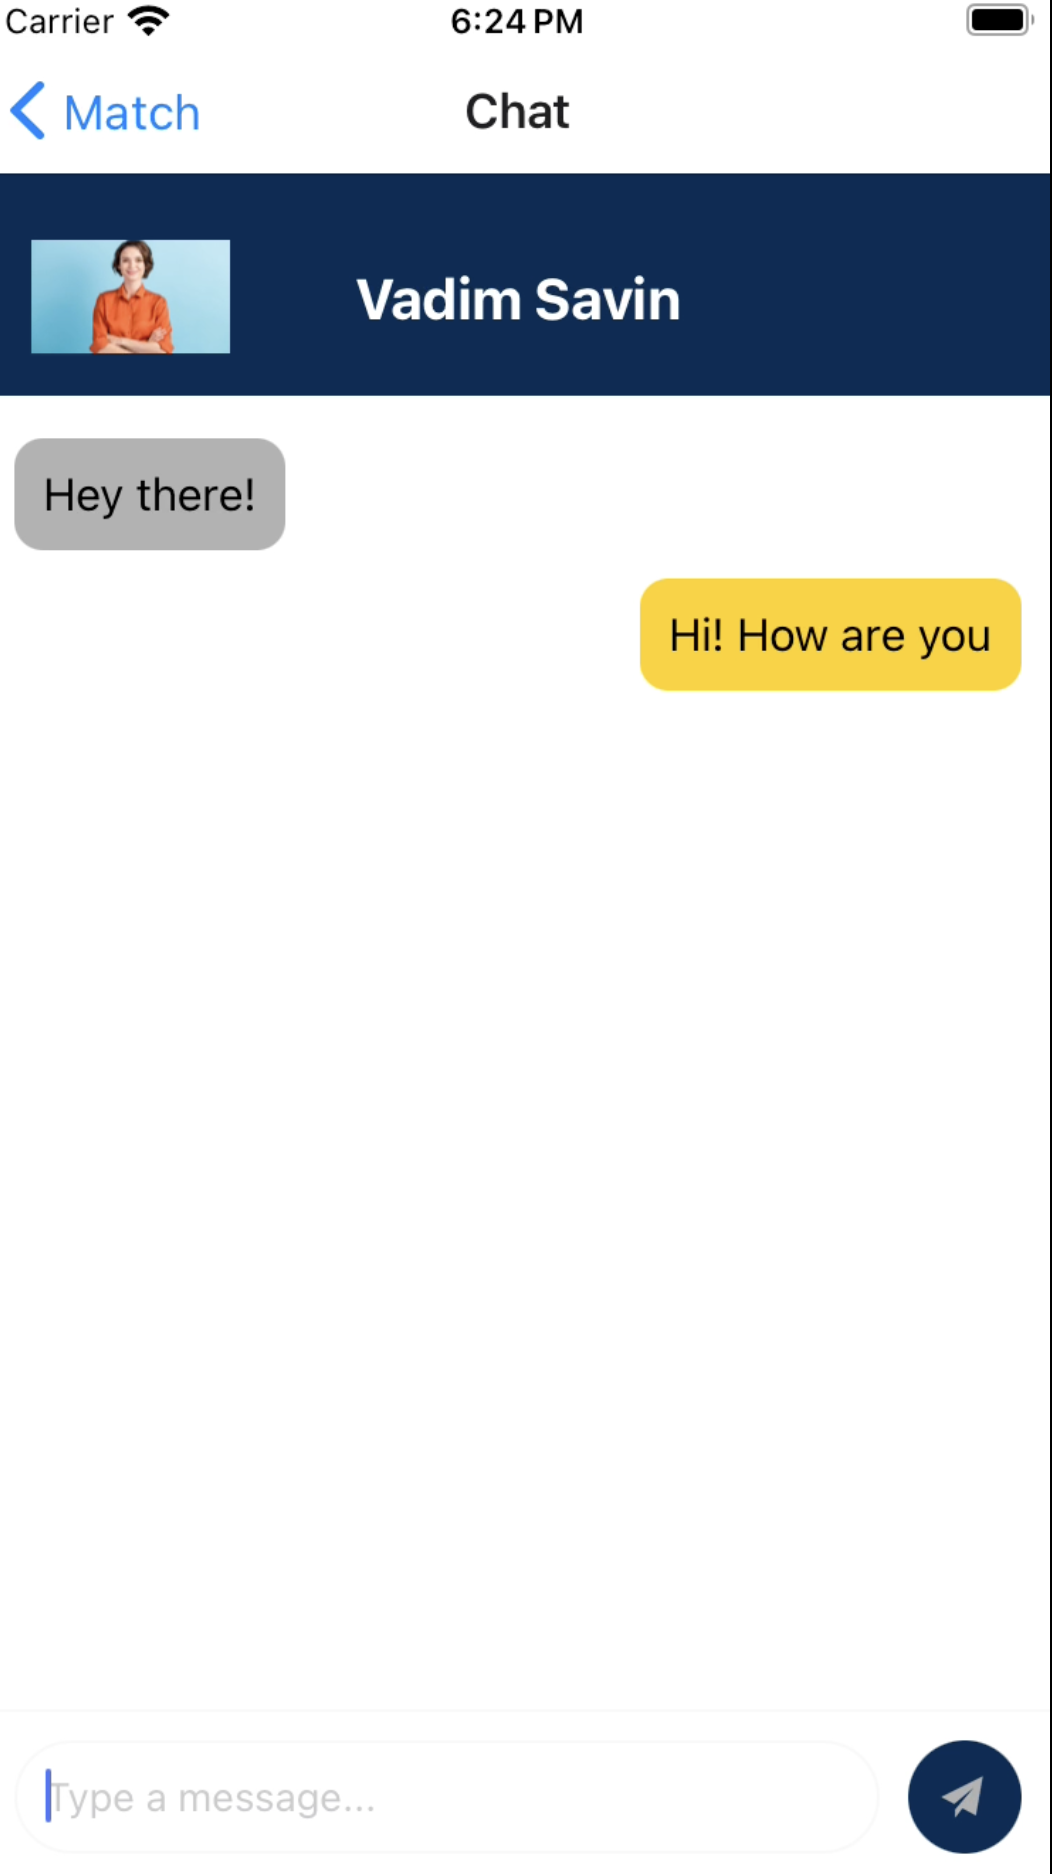 Carrier 6:24 PM
Match Chat
Vadim Savin
Hey there!
Hi! How are you
Type a message...